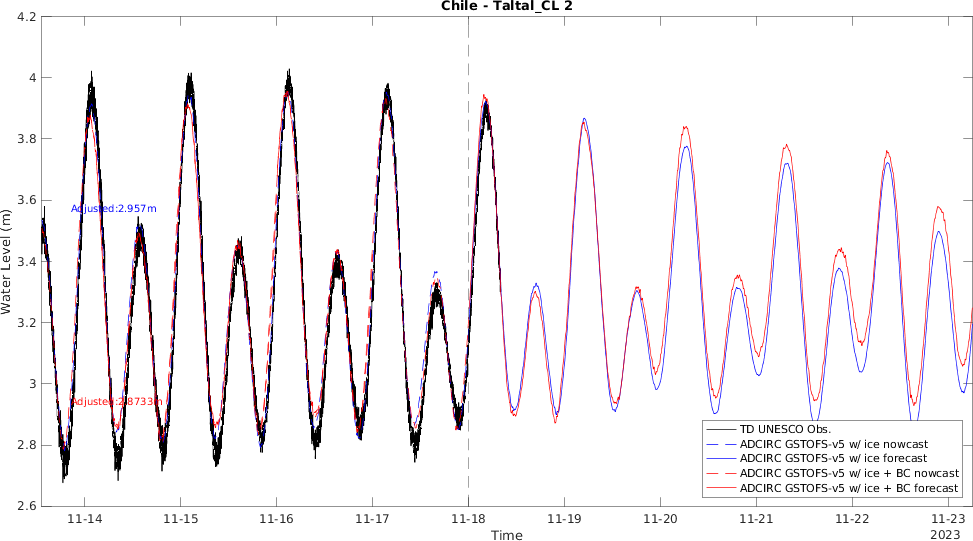 Chile - Taltal_CL 2
4.2
4
3.8
3.6
3.4
3.2
3
2.8
2.6
Water Level (m)
Adjusted:2.957m
Adjusted:2.8733m
TD UNESCO Obs.
ADCIRC GSTOFS-v5 w/ ice nowcast
ADCIRC GSTOFS-v5 w/ ice forecast
ADCIRC GSTOFS-v5 w/ ice + BC nowcast
ADCIRC GSTOFS-v5 w/ ice + BC forecast
11-14 11-15 11-16 11-17 11-18 11-19 11-20 11-21 11-22 11-23
Time
2023